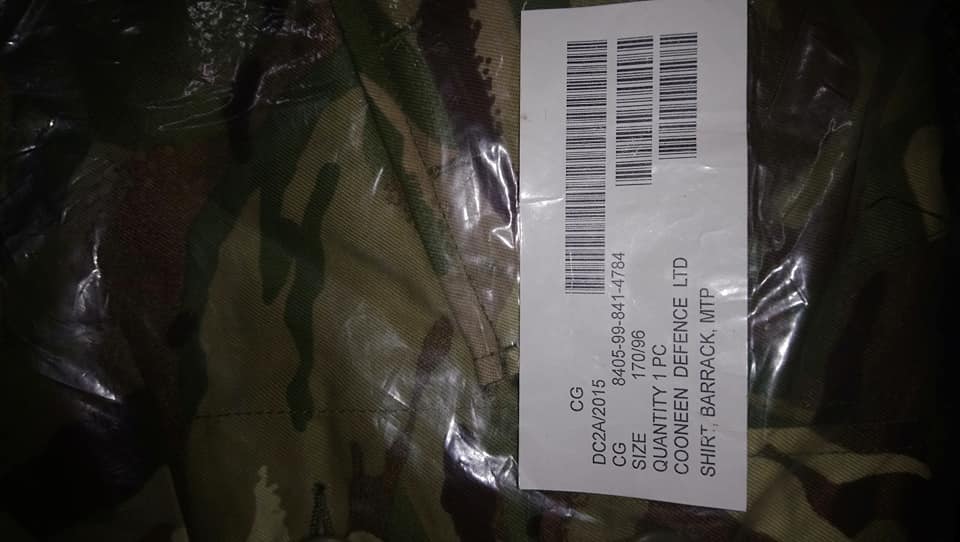 CG
DC2A/2015
CG 8405-99-841-4784
SIZE 170/96
QUANTITY 1 PC
COONEEN DEFENCE LTD
SHIRT, BARRACK, MTP